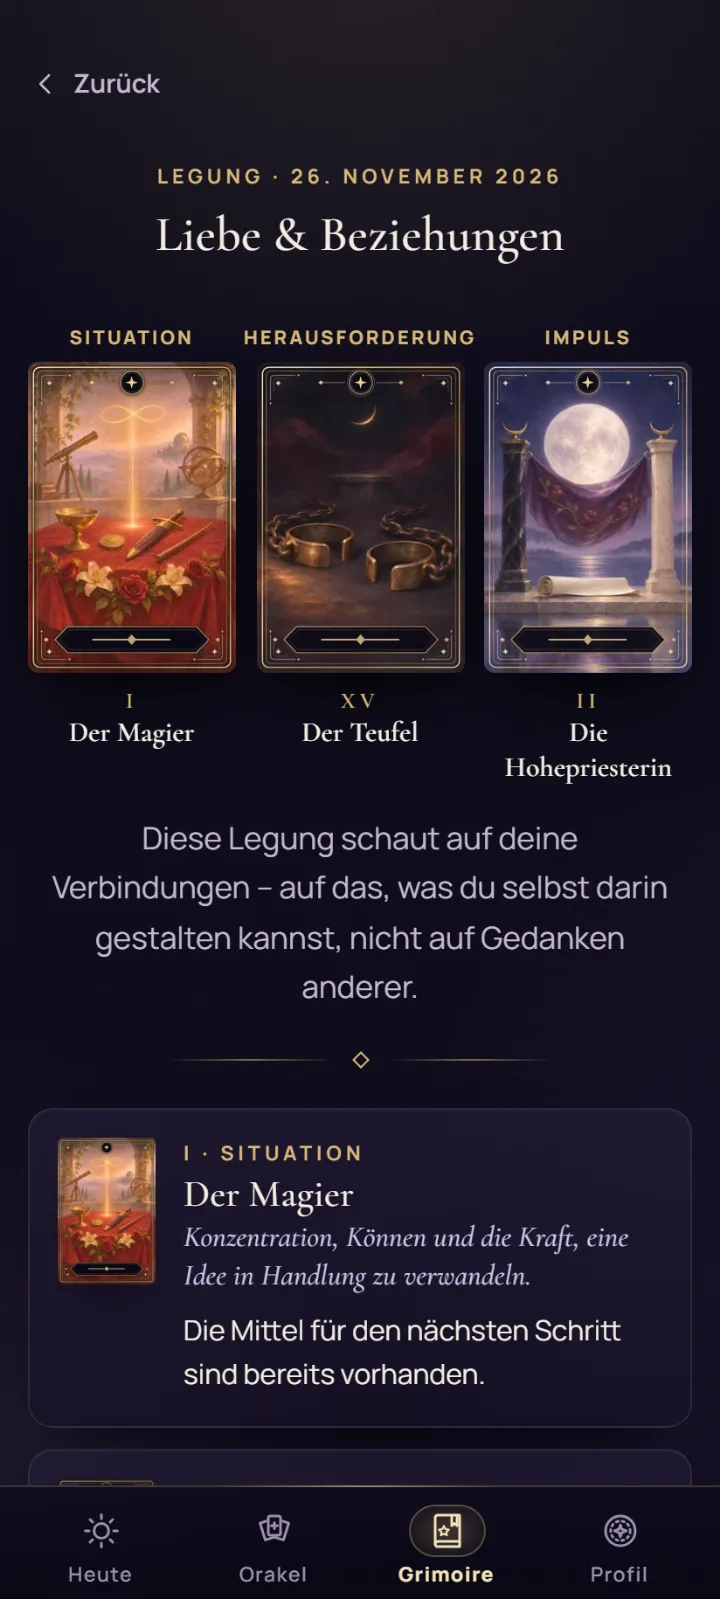 Zurück
LEGUNG · 26. NOVEMBER 2026
Liebe & Beziehungen
SITUATION
HERAUSFORDERUNG
IMPULS
I
Der Magier
XV
Der Teufel
II
Die
Hohepriesterin
Diese Legung schaut auf deine
Verbindungen – auf das, was du selbst darin
gestalten kannst, nicht auf Gedanken
anderer.
I · SITUATION
Der Magier
Konzentration, Können und die Kraft, eine
Idee in Handlung zu verwandeln.
Die Mittel für den nächsten Schritt
sind bereits vorhanden.
Heute
Orakel
Grimoire
Profil